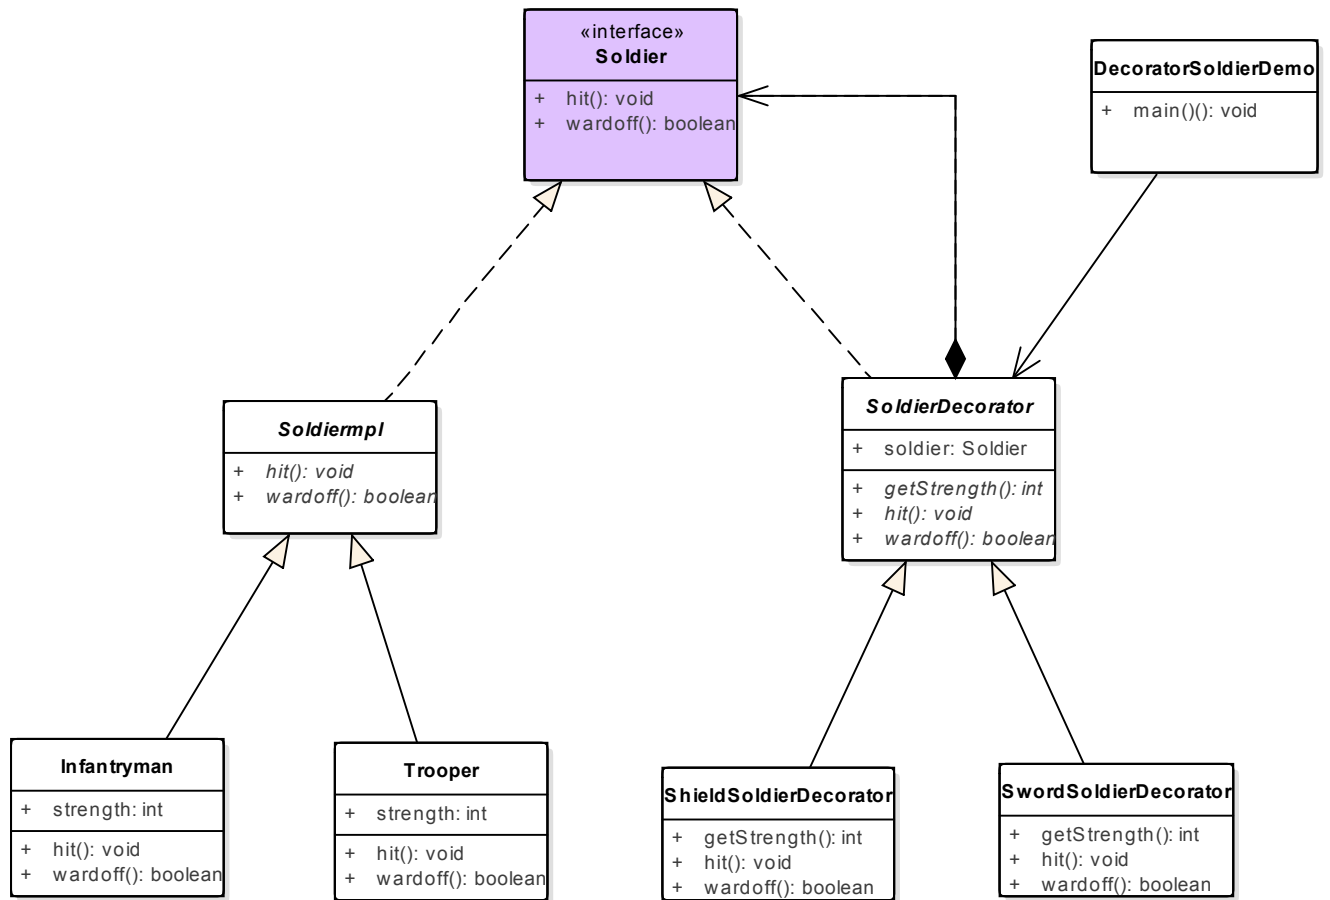 «interface»
Soldier
+ hit(): void
+ wardoff(): boolean
DecoratorSoldierDemo
+ main()(): void
Soldiermpl
+ hit(): void
+ wardoff(): boolean
SoldierDecorator
+ soldier: Soldier
+ getStrength(): int
+ hit(): void
+ wardoff(): boolean
Infantryman
+ strength: int
+ hit(): void
+ wardoff(): boolean
Trooper
+ strength: int
+ hit(): void
+ wardoff(): boolean
ShieldSoldierDecorator
+ getStrength(): int
+ hit(): void
+ wardoff(): boolean
SwordSoldierDecorator
+ getStrength(): int
+ hit(): void
+ wardoff(): boolean